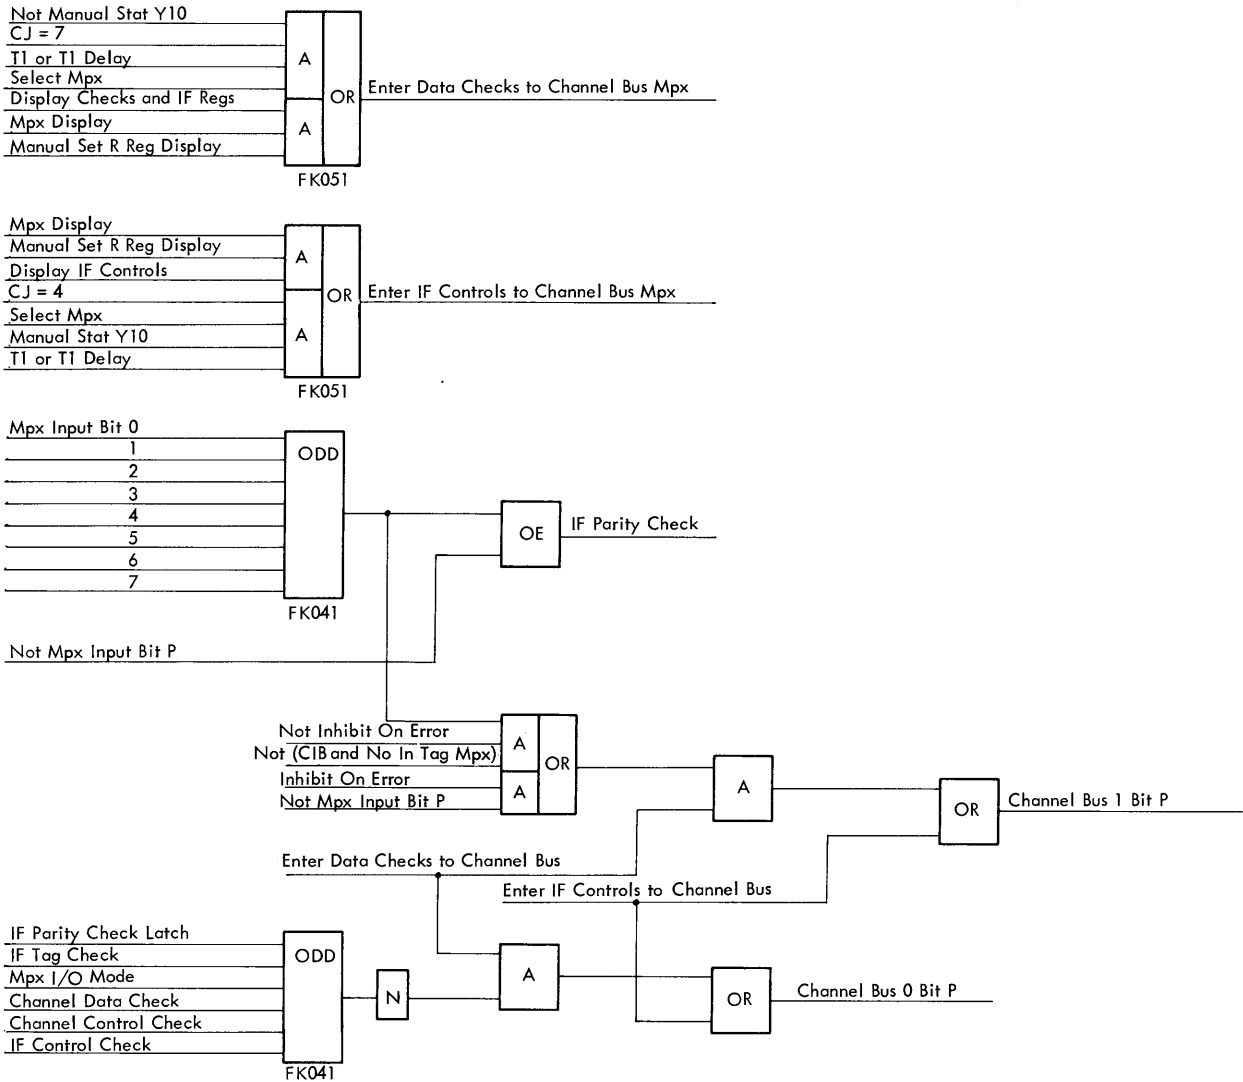 Not Manual Stat Y10
CJ = 7
T1 or T1 Delay
Select Mpx
Display Checks and IF Regs
Mpx Display
Manual Set R Reg Display
A
A
OR
Enter Data Checks to Channel Bus Mpx
FK051
Mpx Display
Manual Set R Reg Display
Display IF Controls
CJ = 4
Select Mpx
Manual Stat Y10
T1 or T1 Delay
A
A
OR
Enter IF Controls to Channel Bus Mpx
FK051
Mpx Input Bit 0
1
2
3
4
5
6
7
ODD
FK041
OE
IF Parity Check
Not Mpx Input Bit P
Not Inhibit On Error
Not (CIB and No In Tag Mpx)
Inhibit On Error
Not Mpx Input Bit P
A
A
OR
A
OR
Channel Bus 1 Bit P
Enter Data Checks to Channel Bus
Enter IF Controls to Channel Bus
IF Parity Check Latch
IF Tag Check
Mpx I/O Mode
Channel Data Check
Channel Control Check
IF Control Check
ODD
FK041
N
A
OR
Channel Bus 0 Bit P